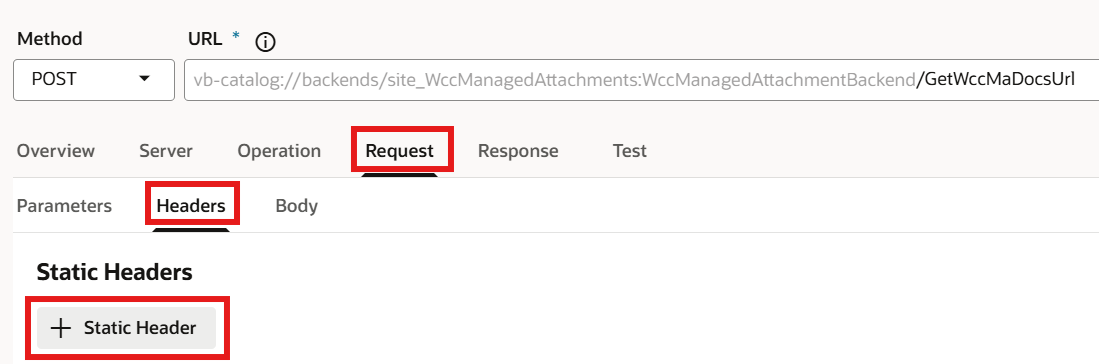 Method URL * ⓘ
POST vb-catalog://backends/site_WccManagedAttachments:WccManagedAttachmentBackend/GetWccMaDocsUrl
Overview Server Operation Request Response Test
Parameters Headers Body
Static Headers
+ Static Header